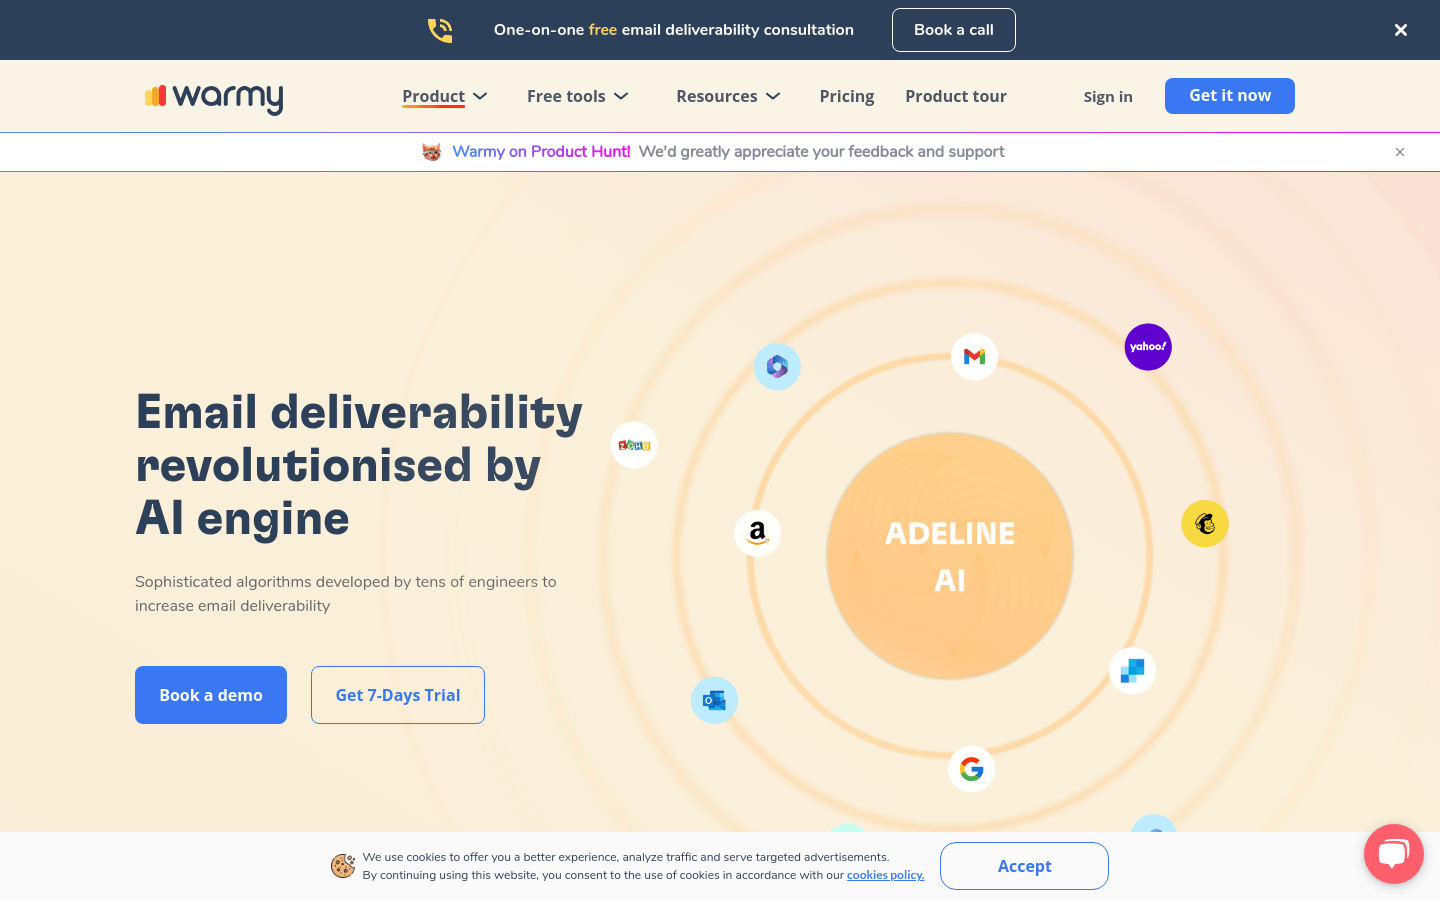 One-on-one free email deliverability consultation
Book a call
warmy
Product
Free tools
Resources
Pricing
Product tour
Sign in
Get it now
Warmy on Product Hunt! We'd greatly appreciate your feedback and support
yahoo!
ZOHO
Email deliverability
revolutionised by
AI engine
a
ADELINE
AI
Sophisticated algorithms developed by tens of engineers to
increase email deliverability
Book a demo
Get 7-Days Trial
We use cookies to offer you a better experience, analyze traffic and serve targeted advertisements.
By continuing using this website, you consent to the use of cookies in accordance with our cookies policy.
Accept